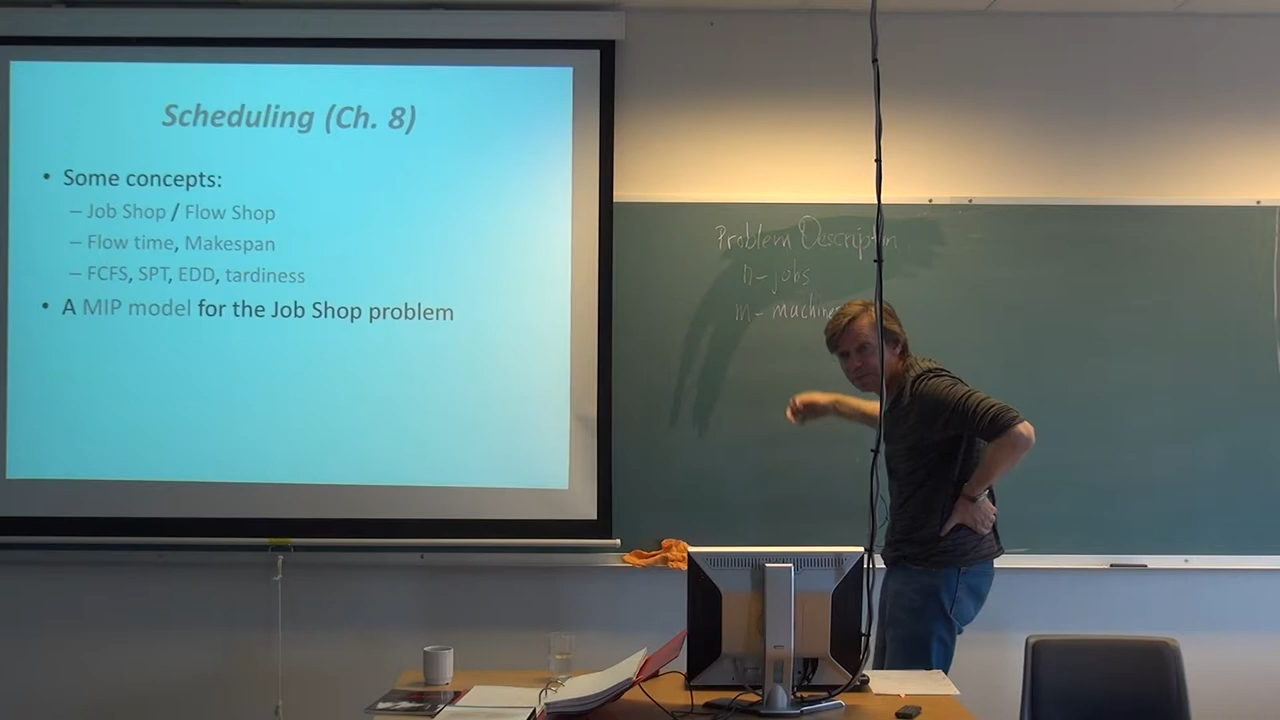 Scheduling (Ch. 8)
• Some concepts:
– Job Shop / Flow Shop
– Flow time, Makespan
– FCFS, SPT, EDD, tardiness
• A MIP model for the Job Shop problem
Problem Description
n - jobs
m - machines